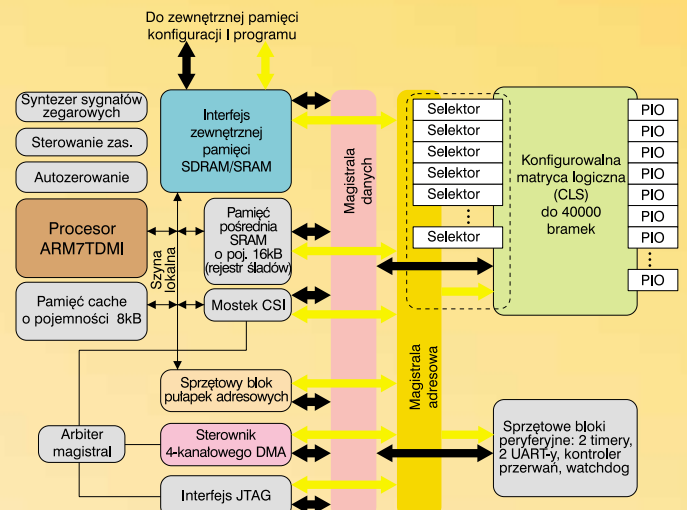 Do zewnętrznej pamięci
konfiguracji I programu
Syntezer sygnałów
zegarowych
Sterowanie zas.
Autozerowanie
Procesor
ARM7TDMI
Pamięć cache
o pojemności 8kB
Szyna
lokalna
Interfejs
zewnętrznej
pamięci
SDRAM/SRAM
Pamięć
pośrednia
SRAM
o poj. 16kB
(rejestr śladów)
Mostek CSI
Sprzętowy blok
pułapek adresowych
Arbiter
magistral
Sterownik
4-kanałowego DMA
Interfejs JTAG
Magistrala
danych
Magistrala
adresowa
Selektor
Selektor
Selektor
Selektor
Selektor
Selektor
Konfigurowalna
matryca logiczna
(CLS)
do 40000
bramek
PIO
PIO
PIO
PIO
PIO
PIO
PIO
PIO
Sprzętowe bloki
peryferyjne: 2 timery,
2 UART-y, kontroler
przerwań, watchdog